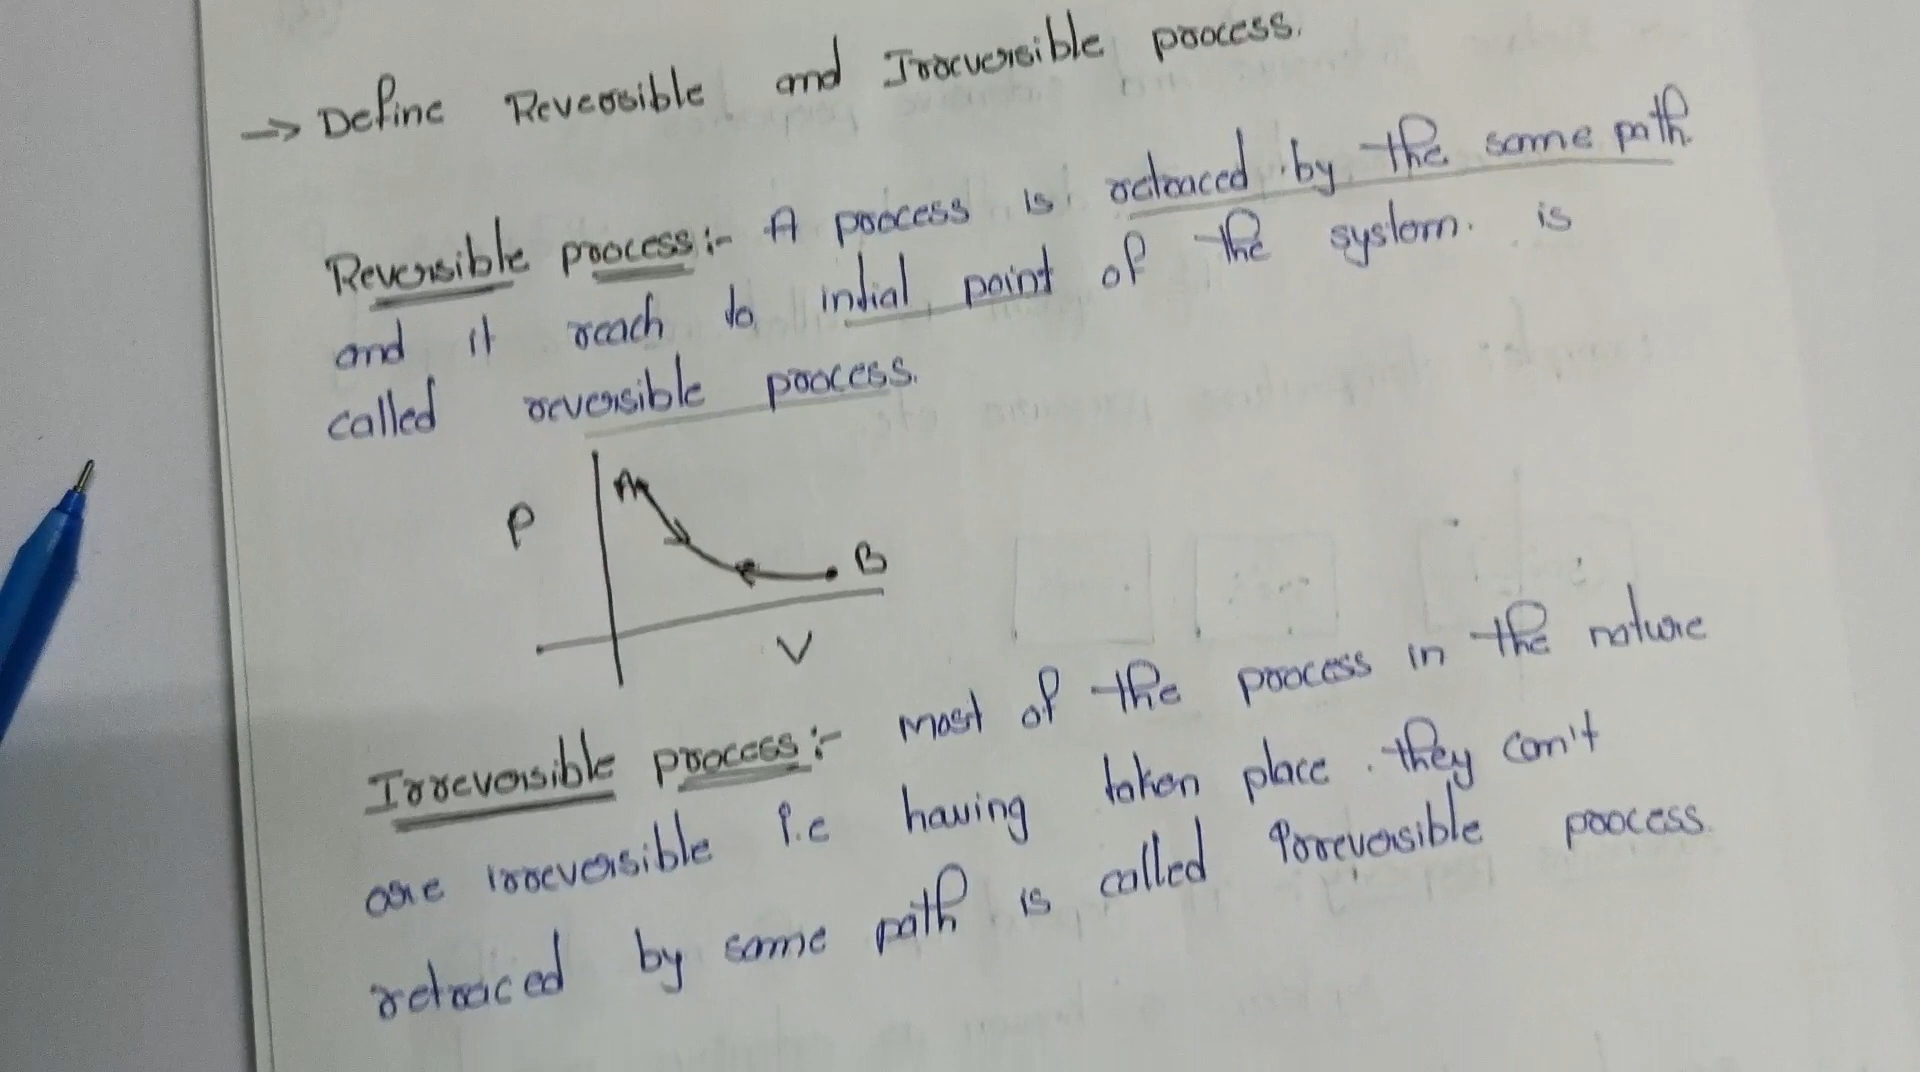 → Define Reversible and Irreversible process.
Reversible process :- A process is retraced by the same path
and it reach to intial point of the system. is
called reversible process.
A
P
B
V
Irreversible process :- most of the process in the nature
are irreversible i.e having taken place. they can't
retraced by same path is called irreversible process.